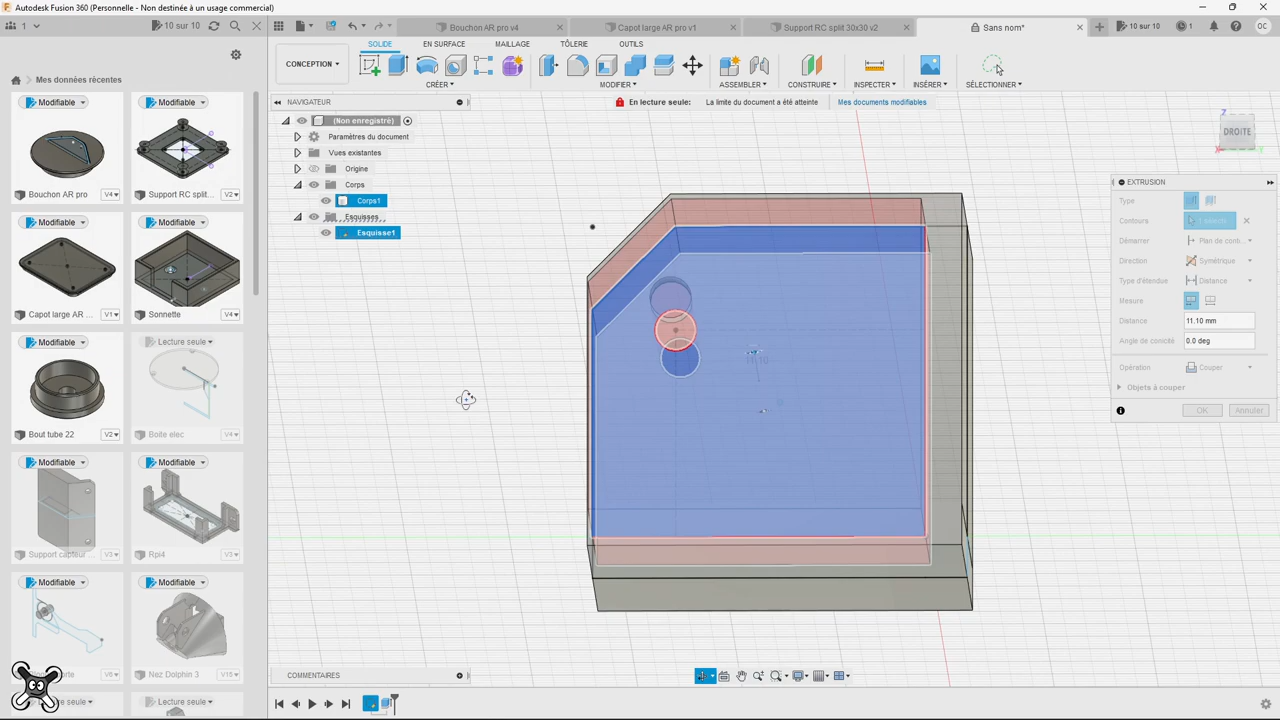 Autodesk Fusion 360 (Personnelle - Non destinée à un usage commercial)
1
10 sur 10
Bouchon AR pro v4
Capot large AR pro v1
Support RC split 30x30 v2
Sans nom*
10 sur 10
1
OC
Mes données récentes
CONCEPTION
SOLIDE
EN SURFACE
MAILLAGE
TÔLERIE
OUTILS
CRÉER
MODIFIER
ASSEMBLER
CONSTRUIRE
INSPECTER
INSÉRER
SÉLECTIONNER
NAVIGATEUR
En lecture seule:
La limite du document a été atteinte
Mes documents modifiables
(Non enregistré)
Paramètres du document
Vues existantes
Origine
Corps
Corps1
Esquisses
Esquisse1
Modifiable
Modifiable
Bouchon AR pro
V4
Support RC split...
V2
Modifiable
Modifiable
Capot large AR ...
V1
Sonnette
V4
Modifiable
Lecture seule
Bout tube 22
V2
Boite elec
V4
Modifiable
Modifiable
Support capteur
V3
Rpi4
V3
Modifiable
Modifiable
V6
Nez Dolphin 3
V15
Lecture seule
Z
DROITE
X
Y
EXTRUSION
Type
Contours
Démarrer
Plan de cont...
Direction
Symétrique
Type d'étendue
Distance
Mesure
Distance
11.10 mm
Angle de conicité
0.0 deg
Opération
Couper
Objets à couper
OK
Annuler
COMMENTAIRES